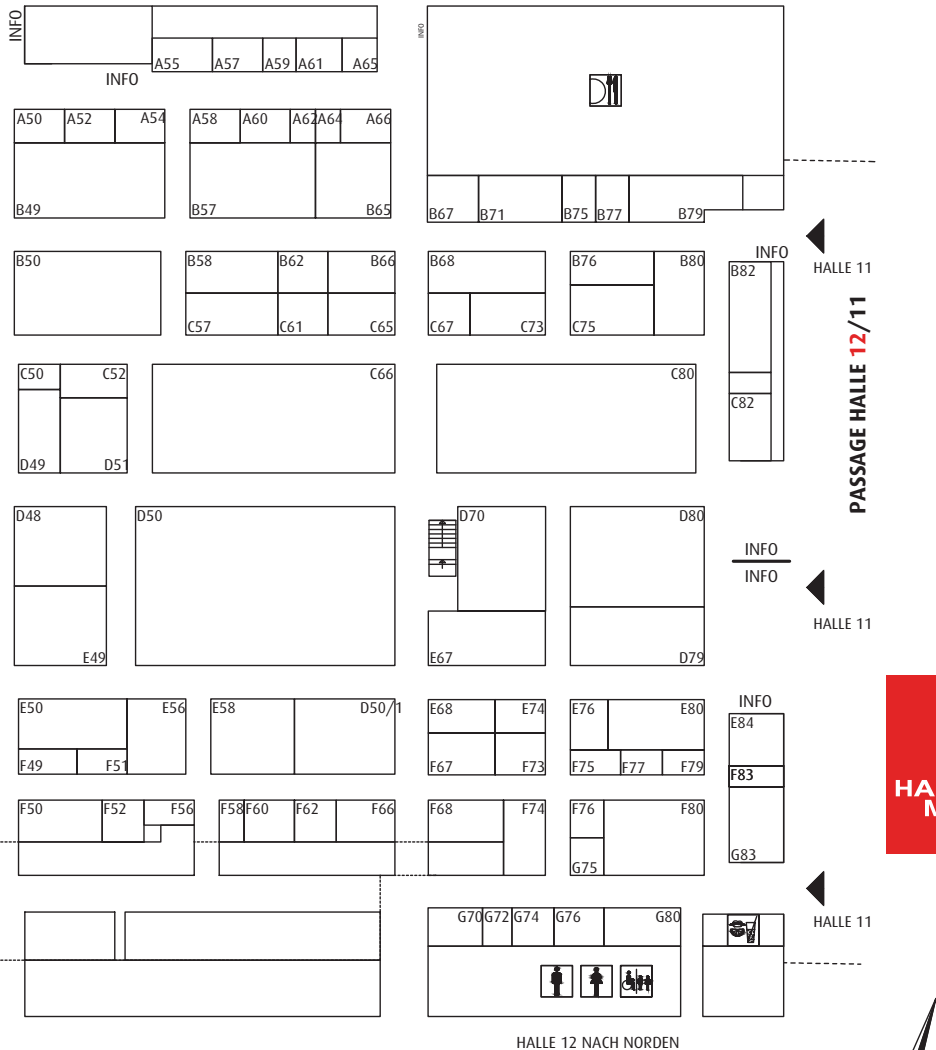 INFO
INFO
A55 A57 A59 A61 A65
INFO
A50 A52 A54 A58 A60 A62 A64 A66
B49 B57 B65 B67 B71 B75 B77 B79
HALLE 11
INFO
B50 B58 B62 B66 B68 B76 B80 B82
C57 C61 C65 C67 C73 C75
PASSAGE HALLE 12/11
C50 C52 C66 C80 C82
D49 D51
D48 D50 D70 D80
INFO
INFO
HALLE 11
E49 E67 D79
INFO
E50 E56 E58 D50/1 E68 E74 E76 E80 E84
F49 F51 F67 F73 F75 F77 F79 F83
HA
M
F50 F52 F56 F58 F60 F62 F66 F68 F74 F76 F80
G75 G83
HALLE 11
G70 G72 G74 G76 G80
HALLE 12 NACH NORDEN